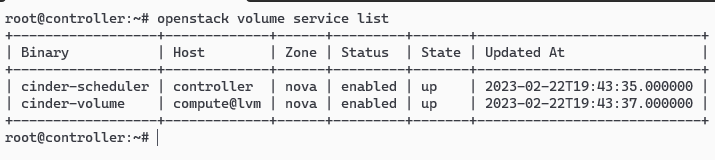 root@controller:~# openstack volume service list
+------------------+-------------+------+---------+-------+----------------------------+
| Binary           | Host        | Zone | Status  | State | Updated At                 |
+------------------+-------------+------+---------+-------+----------------------------+
| cinder-scheduler | controller  | nova | enabled | up    | 2023-02-22T19:43:35.000000 |
| cinder-volume    | compute@lvm | nova | enabled | up    | 2023-02-22T19:43:37.000000 |
+------------------+-------------+------+---------+-------+----------------------------+
root@controller:~#